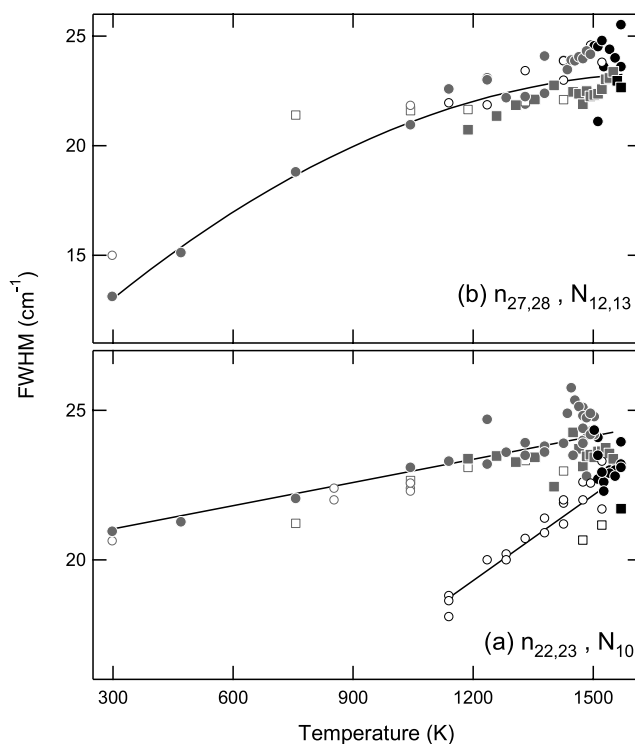 25
20
15
(b) n27,28 , N12,13
FWHM (cm-1)
25
20
(a) n22,23 , N10
300 600 900 1200 1500
Temperature (K)